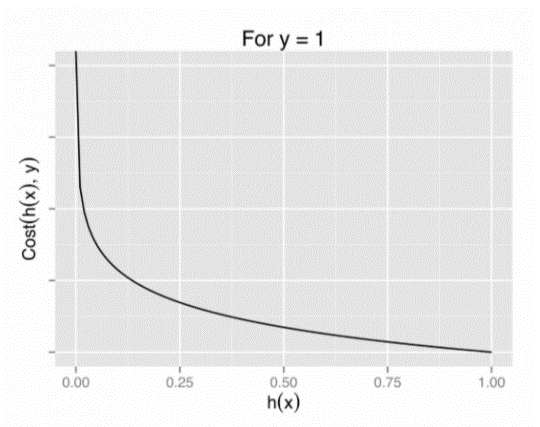 For y = 1
Cost(h(x), y)
0.00 0.25 0.50 0.75 1.00
h(x)